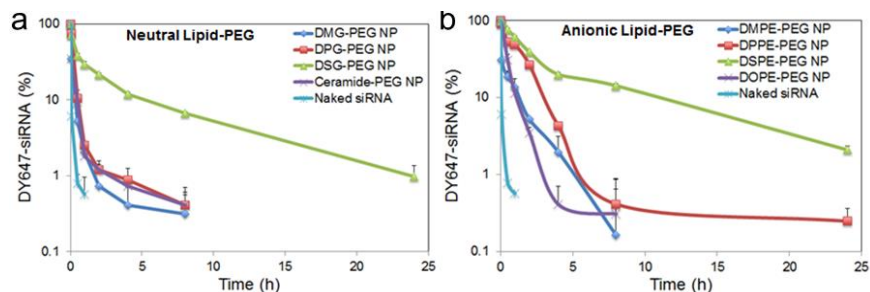 a
Neutral Lipid-PEG
DMG-PEG NP
DPG-PEG NP
DSG-PEG NP
Ceramide-PEG NP
Naked siRNA
DY647-siRNA (%)
100
10
1
0.1
0
5
10
15
20
25
Time (h)
b
Anionic Lipid-PEG
DMPE-PEG NP
DPPE-PEG NP
DSPE-PEG NP
DOPE-PEG NP
Naked siRNA
DY647-siRNA (%)
100
10
1
0.1
0
5
10
15
20
25
Time (h)